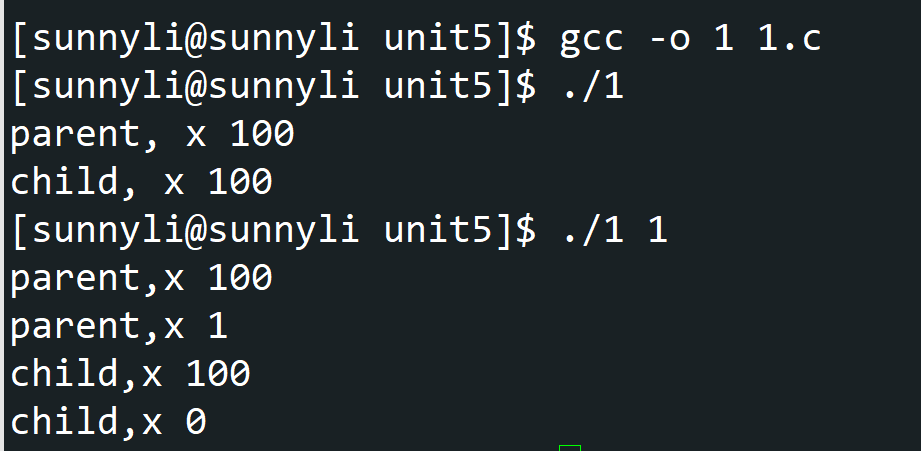 [sunnyli@sunnyli unit5]$ gcc -o 1 1.c
[sunnyli@sunnyli unit5]$ ./1
parent, x 100
child, x 100
[sunnyli@sunnyli unit5]$ ./1 1
parent,x 100
parent,x 1
child,x 100
child,x 0